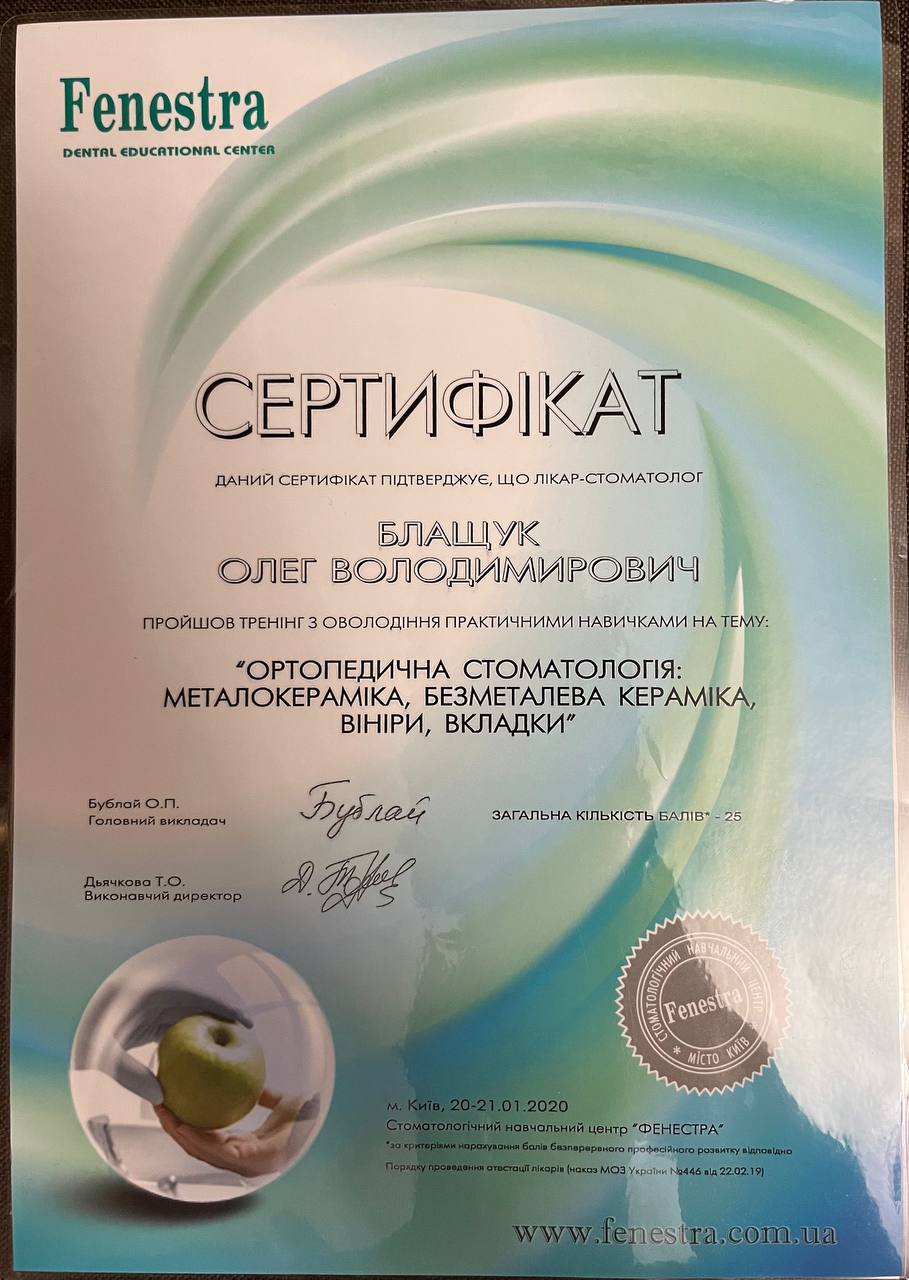 Fenestra
DENTAL EDUCATIONAL CENTER
СЕРТИФІКАТ
ДАНИЙ СЕРТИФІКАТ ПІДТВЕРДЖУЄ, ЩО ЛІКАР-СТОМАТОЛОГ
БЛАЩУК
ОЛЕГ ВОЛОДИМИРОВИЧ
ПРОЙШОВ ТРЕНІНГ З ОВОЛОДІННЯ ПРАКТИЧНИМИ НАВИЧКАМИ НА ТЕМУ:
“ОРТОПЕДИЧНА СТОМАТОЛОГІЯ:
МЕТАЛОКЕРАМІКА, БЕЗМЕТАЛЕВА КЕРАМІКА,
ВІНІРИ, ВКЛАДКИ”
Бублай О.П.
Головний викладач
Бублай
ЗАГАЛЬНА КІЛЬКІСТЬ БАЛІВ* - 25
Дьячкова Т.О.
Виконавчий директор
СТОМАТОЛОГІЧНИЙ НАВЧАЛЬНИЙ ЦЕНТР
Fenestra
* МІСТО КИЇВ
м. Київ, 20-21.01.2020
Стоматологічний навчальний центр “ФЕНЕСТРА”
*за критеріями нарахування балів безперервного професійного розвитку відповідно
Порядку проведення атестації лікарів (наказ МОЗ України №446 від 22.02.19)
www.fenestra.com.ua